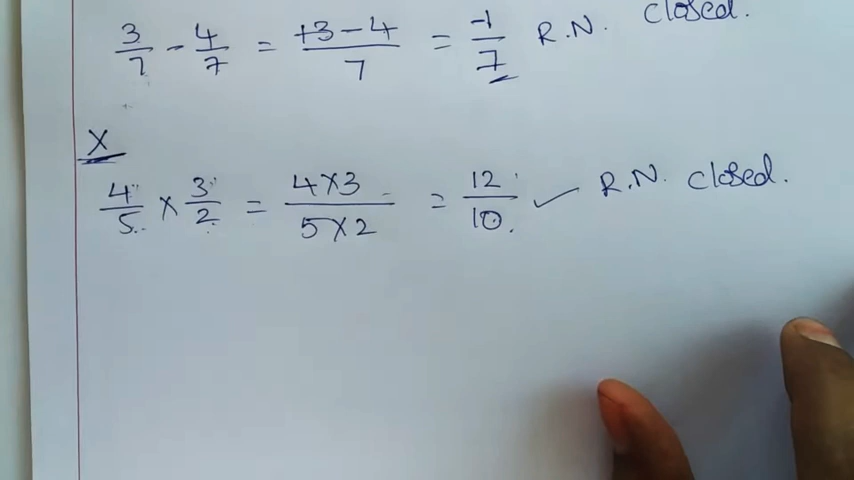 3/7 - 4/7 = +3-4/7 = -1/7 R.N. closed.
X
4/5 X 3/2 = 4X3/5X2 = 12/10 ✓ R.N. closed.